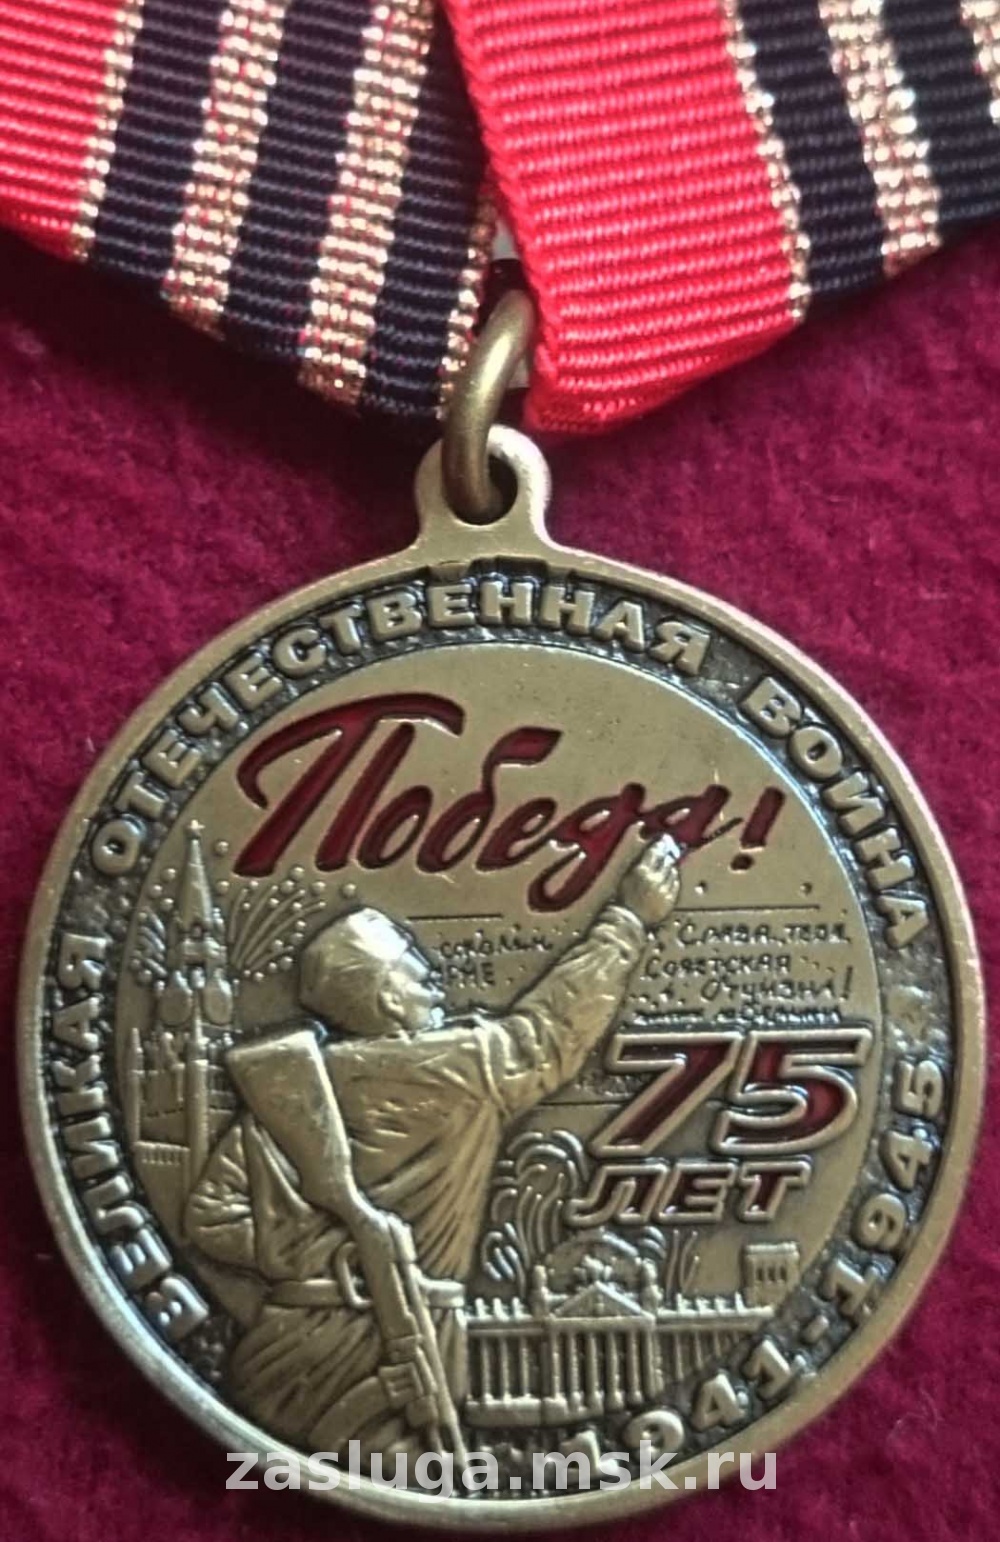 ВЕЛИКАЯ ОТЕЧЕСТВЕННАЯ ВОЙНА
1941-1945
Победа!
Слава твоя,
Советская
Отчизна!
75
ЛЕТ
zasluga.msk.ru